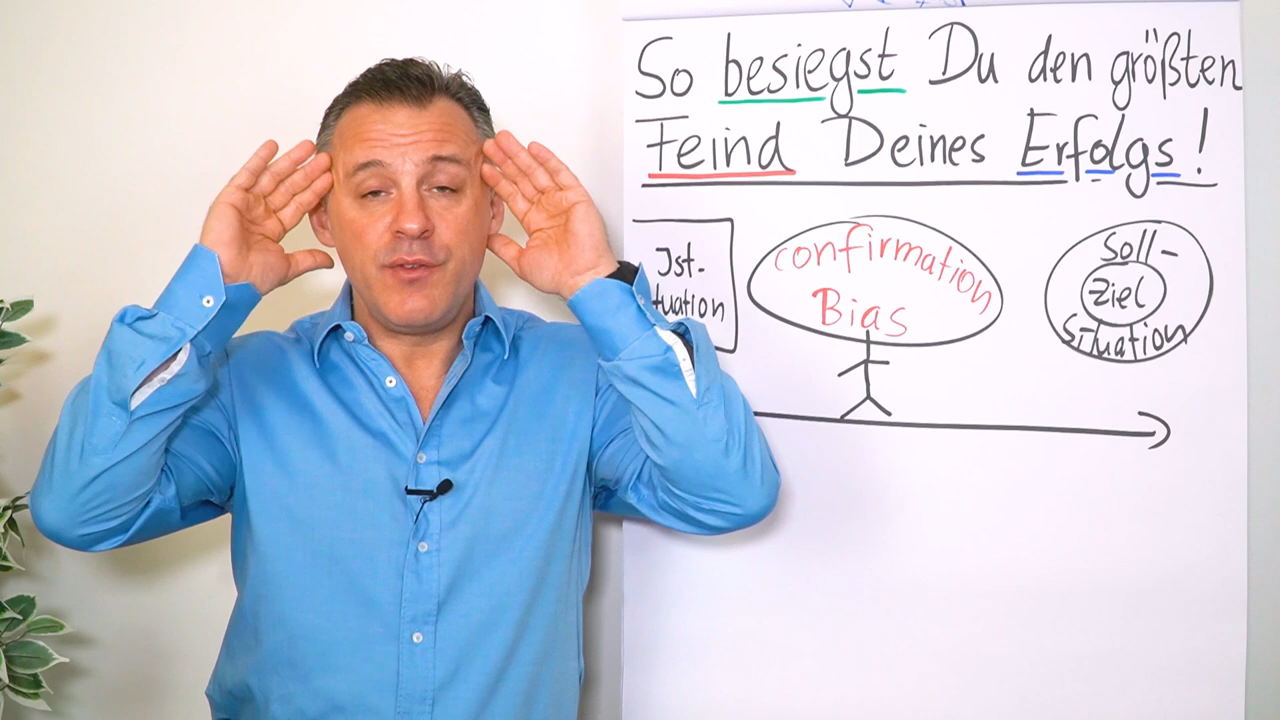 So besiegst Du den größten
Feind Deines Erfolgs!
Ist-
tuation
Confirmation
Bias
Soll-
Ziel
Situation